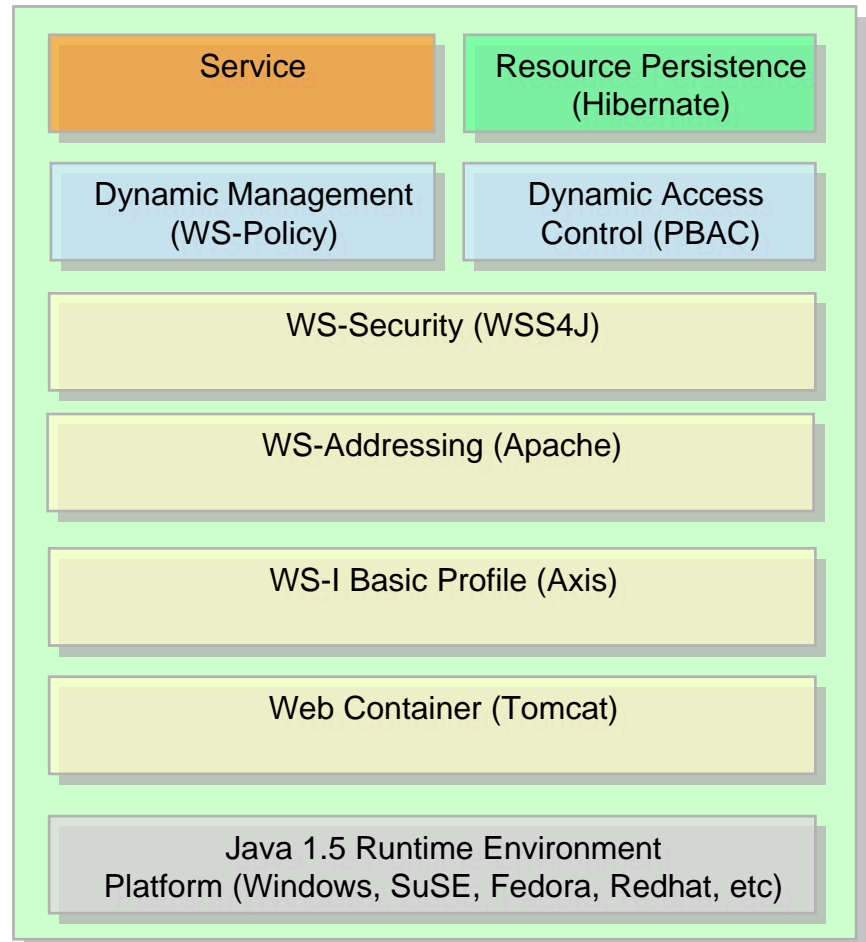 Service
Resource Persistence
(Hibernate)
Dynamic Management
(WS-Policy)
Dynamic Access
Control (PBAC)
WS-Security (WSS4J)
WS-Addressing (Apache)
WS-I Basic Profile (Axis)
Web Container (Tomcat)
Java 1.5 Runtime Environment
Platform (Windows, SuSE, Fedora, Redhat, etc)